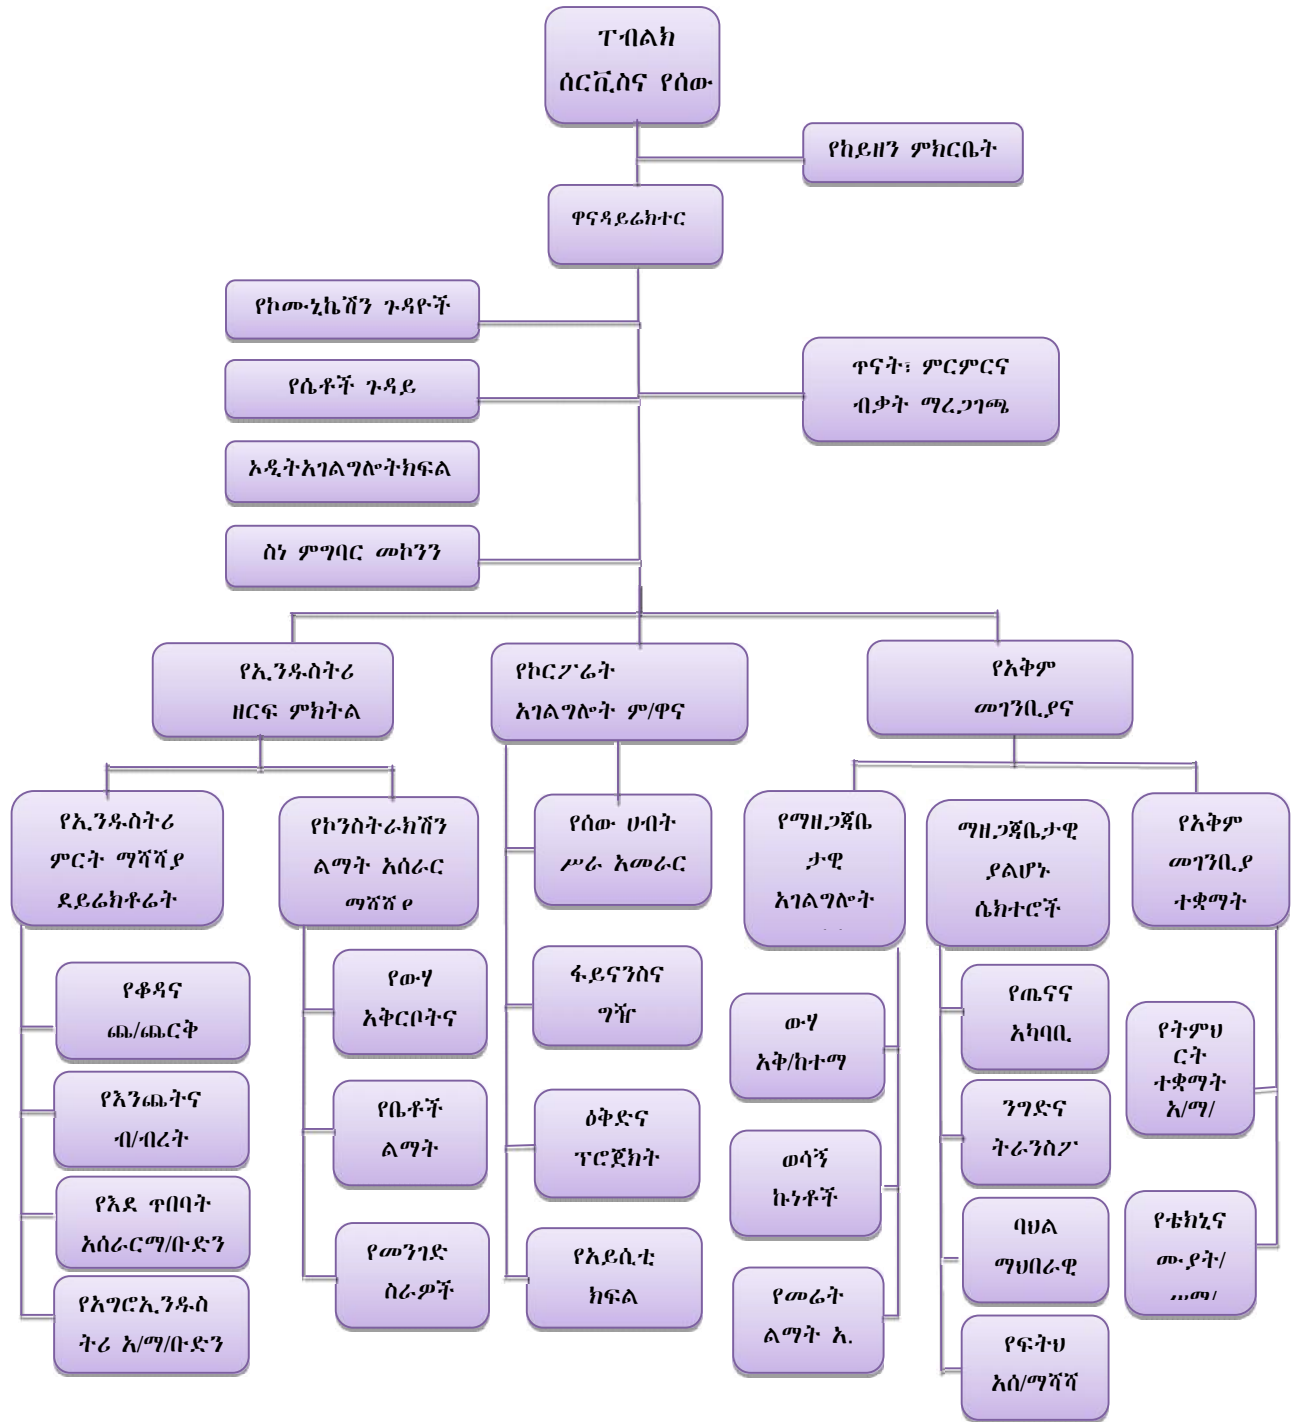 ፐብልክ
ሰርቪስና የሰው
የከይዘን ምክርቤት
ዋናዳይሬክተር
የኮሙኒኬሽን ጉዳዮች
ጥናት፣ ምርምርና
ብቃት ማረጋገጫ
የሴቶች ጉዳይ
ኦዲትአገልግሎትክፍል
ስነ ምግባር መኮንን
የኢንዱስትሪ
ዘርፍ ምክትል
የኮርፖሬት
አገልግሎት ም/ዋና
የአቅም
መገንቢያና
የኢንዱስትሪ
ምርት ማሻሻያ
ደይሬክቶሬት
የኮንስትራክሽን
ልማት አሰራር
ማሻሻያ
የሰው ሀብት
ሥራ አመራር
የማዘጋጃቤ
ታዊ
አገልግሎት
ማዘጋጃቤታዊ
ያልሆኑ
ሴክተሮች
የአቅም
መገንቢያ
ተቋማት
የቆዳና
ጨ/ጨርቅ
የእንጨትና
ብ/ብረት
የእደ ጥበባት
አሰራርማ/ቡድን
የአግሮኢንዱስ
ትሪ አ/ማ/ቡድን
የውሃ
አቅርቦትና
የቤቶች
ልማት
የመንገድ
ስራዎች
ፋይናንስና
ግዥ
ዕቅድና
ፕሮጀክት
የአይሲቲ
ክፍል
ውሃ
አቅ/ከተማ
ወሳኝ
ኩነቶች
የመሬት
ልማት አ.
የጤናና
አካባቢ
ንግድና
ትራንስፖ
ባህል
ማህበራዊ
የፍትህ
አሰ/ማሻሻ
የትምህ
ርት
ተቋማት
አ/ማ/
የቴክኒና
ሙያት/